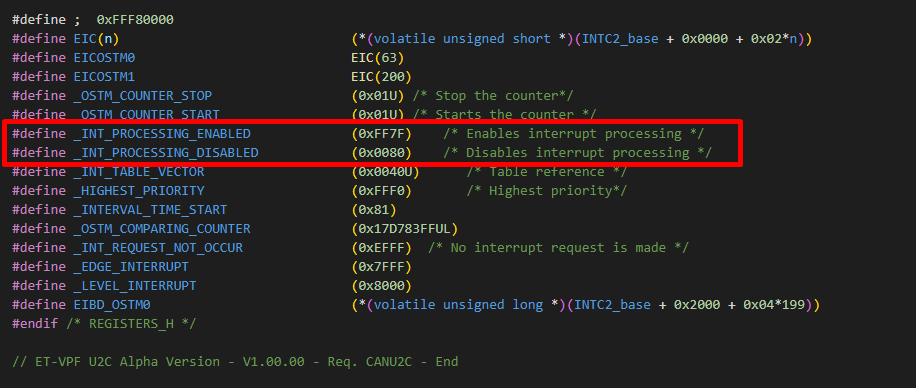 #define ;  0xFFF80000
#define EIC(n)                             (*(volatile unsigned short *)(INTC2_base + 0x0000 + 0x02*n))
#define EICOSTM0                           EIC(63)
#define EICOSTM1                           EIC(200)
#define _OSTM_COUNTER_STOP                 (0x01U) /* Stop the counter*/
#define _OSTM_COUNTER_START                (0x01U) /* Starts the counter */
#define _INT_PROCESSING_ENABLED            (0xFF7F)    /* Enables interrupt processing */
#define _INT_PROCESSING_DISABLED           (0x0080)    /* Disables interrupt processing */
#define _INT_TABLE_VECTOR                  (0x0040U)      /* Table reference */
#define _HIGHEST_PRIORITY                  (0xFFF0)       /* Highest priority*/
#define _INTERVAL_TIME_START               (0x81)
#define _OSTM_COMPARING_COUNTER            (0x17D783FFUL)
#define _INT_REQUEST_NOT_OCCUR             (0xEFFF)  /* No interrupt request is made */
#define _EDGE_INTERRUPT                    (0x7FFF)
#define _LEVEL_INTERRUPT                   (0x8000)
#define EIBD_OSTM0                         (*(volatile unsigned long *)(INTC2_base + 0x2000 + 0x04*199))
#endif /* REGISTERS_H */
// ET-VPF U2C Alpha Version - V1.00.00 - Req. CANU2C - End